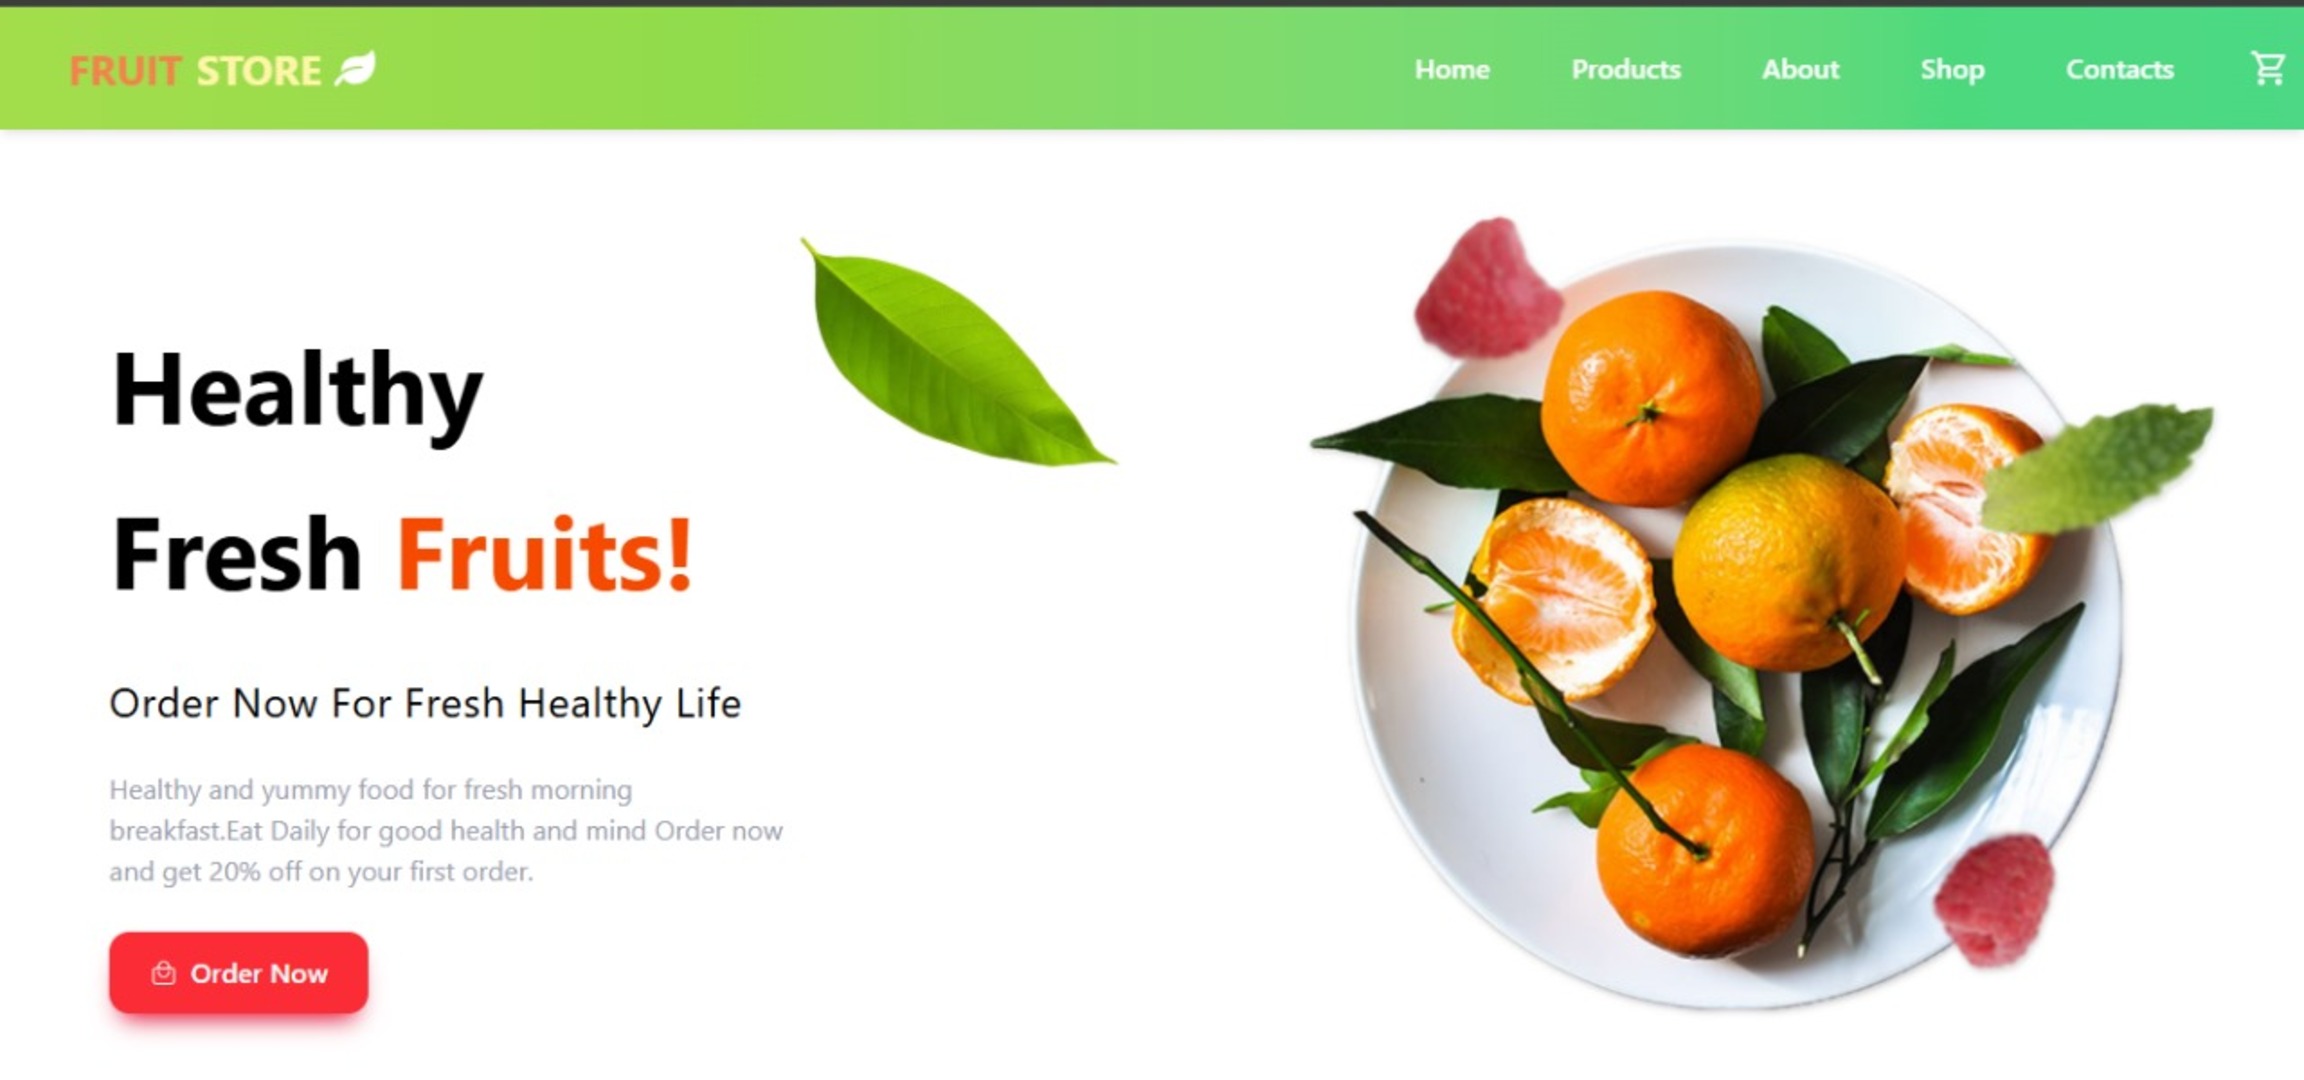 FRUIT STORE
Home Products About Shop Contacts
Healthy
Fresh Fruits!
Order Now For Fresh Healthy Life
Healthy and yummy food for fresh morning
breakfast.Eat Daily for good health and mind Order now
and get 20% off on your first order.
Order Now